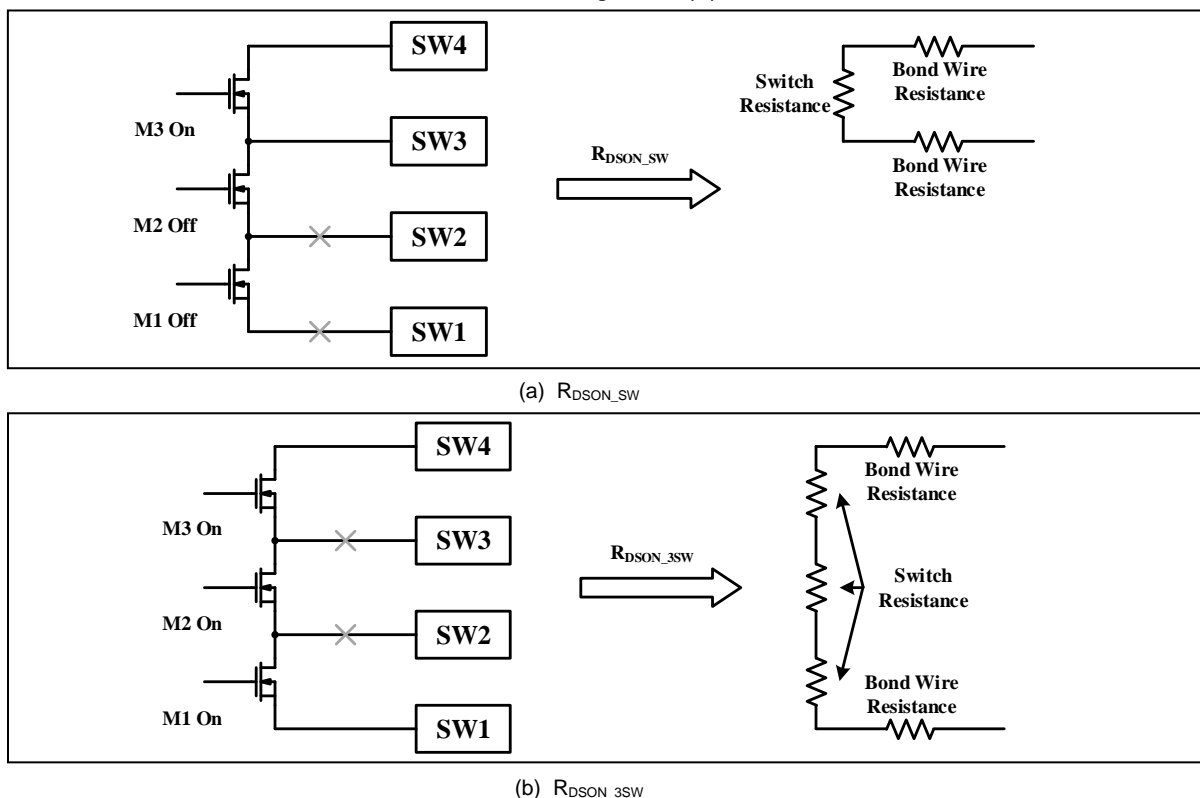 SW4
M3 On
SW3
M2 Off
SW2
M1 Off
SW1
RDSON_SW
Switch
Resistance
Bond Wire
Resistance
Bond Wire
Resistance
(a) RDSON_SW
SW4
M3 On
SW3
M2 On
SW2
M1 On
SW1
RDSON_3SW
Bond Wire
Resistance
Switch
Resistance
Bond Wire
Resistance
(b) RDSON_3SW